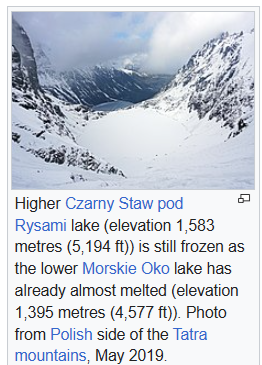 Higher Czarny Staw pod
Rysami lake (elevation 1,583
metres (5,194 ft)) is still frozen as
the lower Morskie Oko lake has
already almost melted (elevation
1,395 metres (4,577 ft)). Photo
from Polish side of the Tatra
mountains, May 2019.